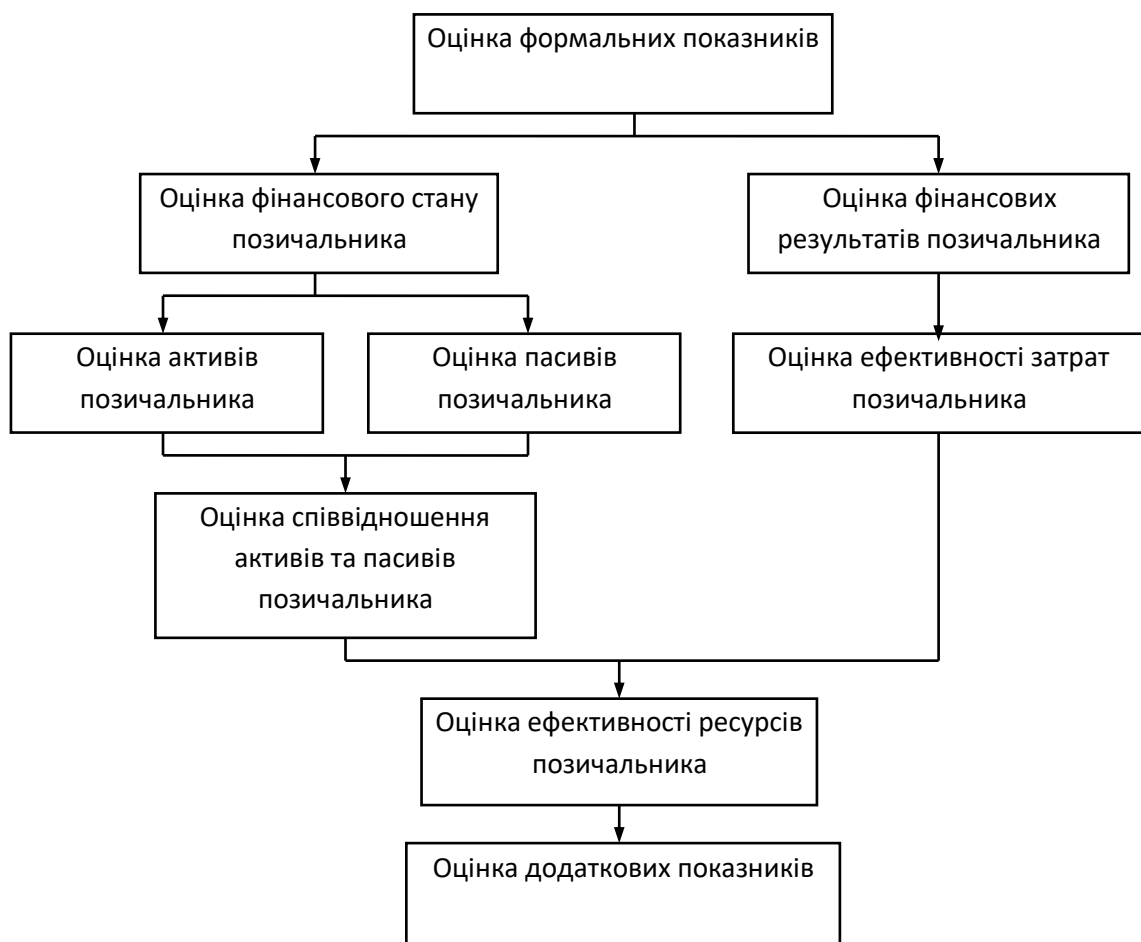 Оцінка формальних показників
Оцінка фінансового стану
позичальника
Оцінка фінансових
результатів позичальника
Оцінка активів
позичальника
Оцінка пасивів
позичальника
Оцінка ефективності затрат
позичальника
Оцінка співвідношення
активів та пасивів
позичальника
Оцінка ефективності ресурсів
позичальника
Оцінка додаткових показників